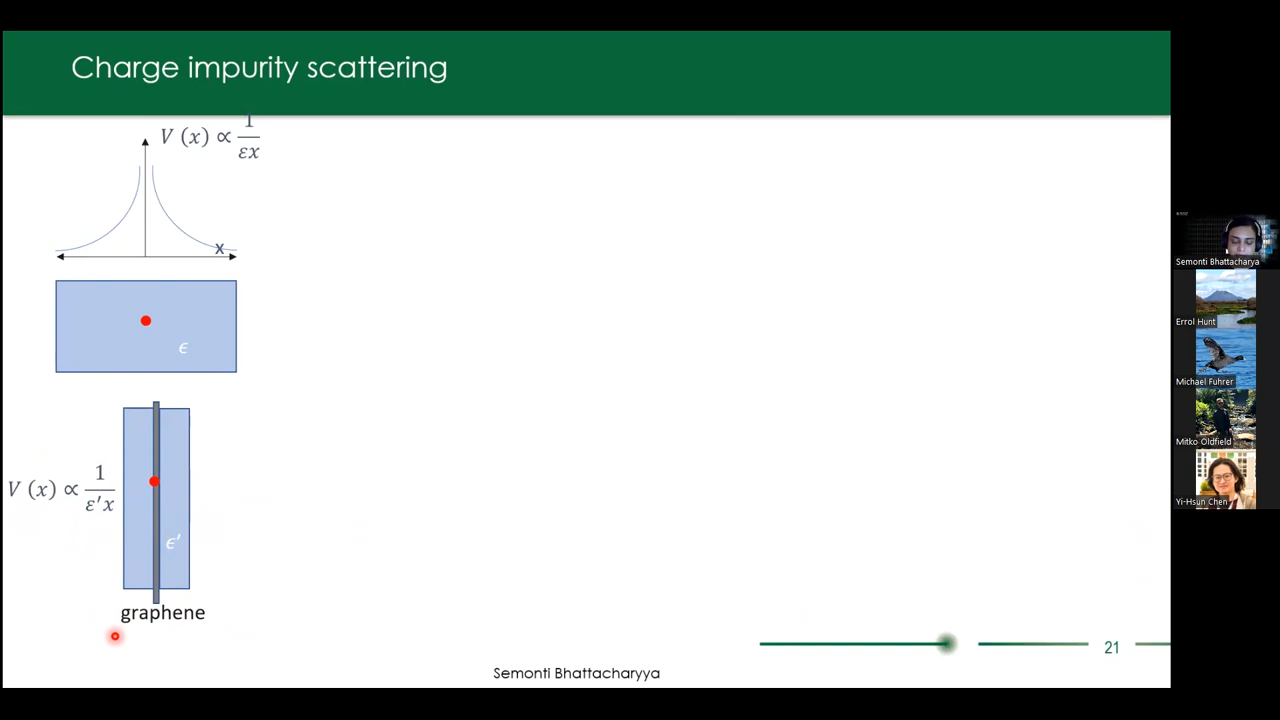 Charge impurity scattering
V (x) ∝ 1/εx
x
ϵ
V (x) ∝ 1/ε′x
ϵ′
graphene
21
Semonti Bhattacharyya
Semonti Bhattacharya
Errol Hunt
Michael Fuhrer
Mitko Oldfield
Yi-Hsun Chen